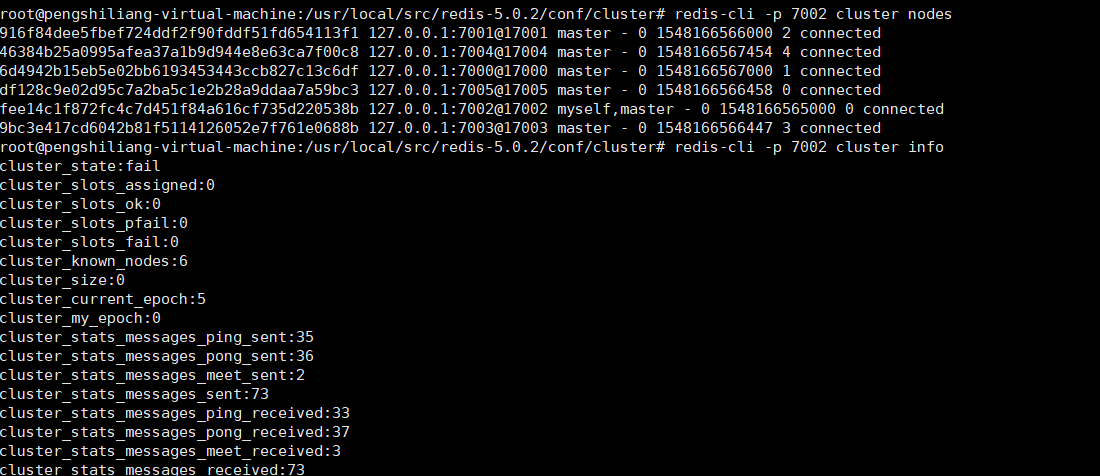 root@pengshiliang-virtual-machine:/usr/local/src/redis-5.0.2/conf/cluster# redis-cli -p 7002 cluster nodes
916f84dee5fbef724ddf2f90fddf51fd654113f1 127.0.0.1:7001@17001 master - 0 1548166566000 2 connected
46384b25a0995afea37a1b9d944e8e63ca7f00c8 127.0.0.1:7004@17004 master - 0 1548166567454 4 connected
6d4942b15eb5e02bb6193453443ccb827c13c6df 127.0.0.1:7000@17000 master - 0 1548166567000 1 connected
df128c9e02d95c7a2ba5c1e2b28a9ddaa7a59bc3 127.0.0.1:7005@17005 master - 0 1548166566458 0 connected
fee14c1f872fc4c7d451f84a616cf735d220538b 127.0.0.1:7002@17002 myself,master - 0 1548166565000 0 connected
9bc3e417cd6042b81f5114126052e7f761e0688b 127.0.0.1:7003@17003 master - 0 1548166566447 3 connected
root@pengshiliang-virtual-machine:/usr/local/src/redis-5.0.2/conf/cluster# redis-cli -p 7002 cluster info
cluster_state:fail
cluster_slots_assigned:0
cluster_slots_ok:0
cluster_slots_pfail:0
cluster_slots_fail:0
cluster_known_nodes:6
cluster_size:0
cluster_current_epoch:5
cluster_my_epoch:0
cluster_stats_messages_ping_sent:35
cluster_stats_messages_pong_sent:36
cluster_stats_messages_meet_sent:2
cluster_stats_messages_sent:73
cluster_stats_messages_ping_received:33
cluster_stats_messages_pong_received:37
cluster_stats_messages_meet_received:3
cluster_stats_messages_received:73